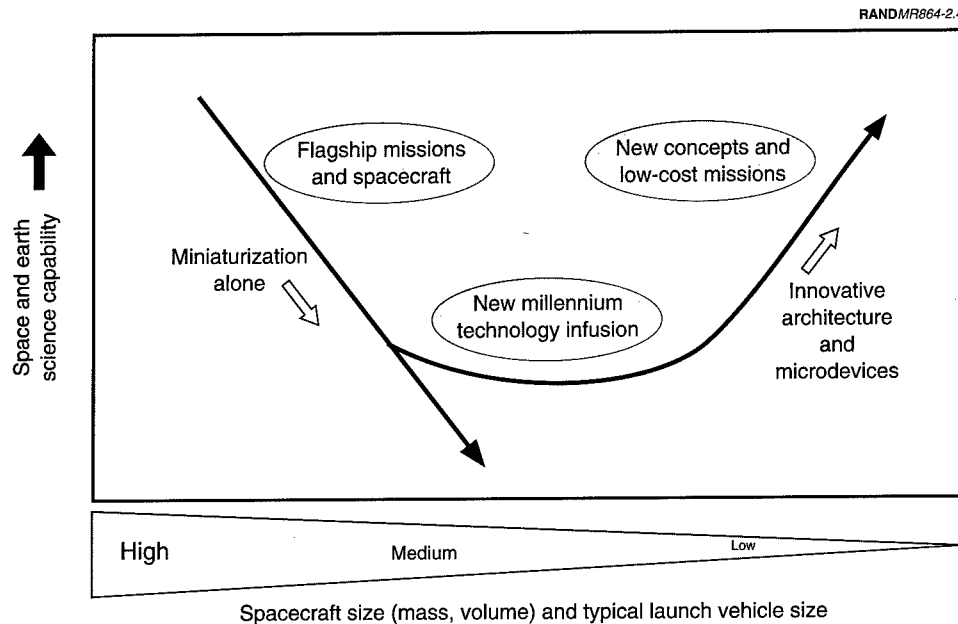 RANDMR864-2.4
Flagship missions
and spacecraft
New concepts and
low-cost missions
Space and earth
science capability
Miniaturization
alone
New millennium
technology infusion
Innovative
architecture
and
microdevices
High
Medium
Low
Spacecraft size (mass, volume) and typical launch vehicle size